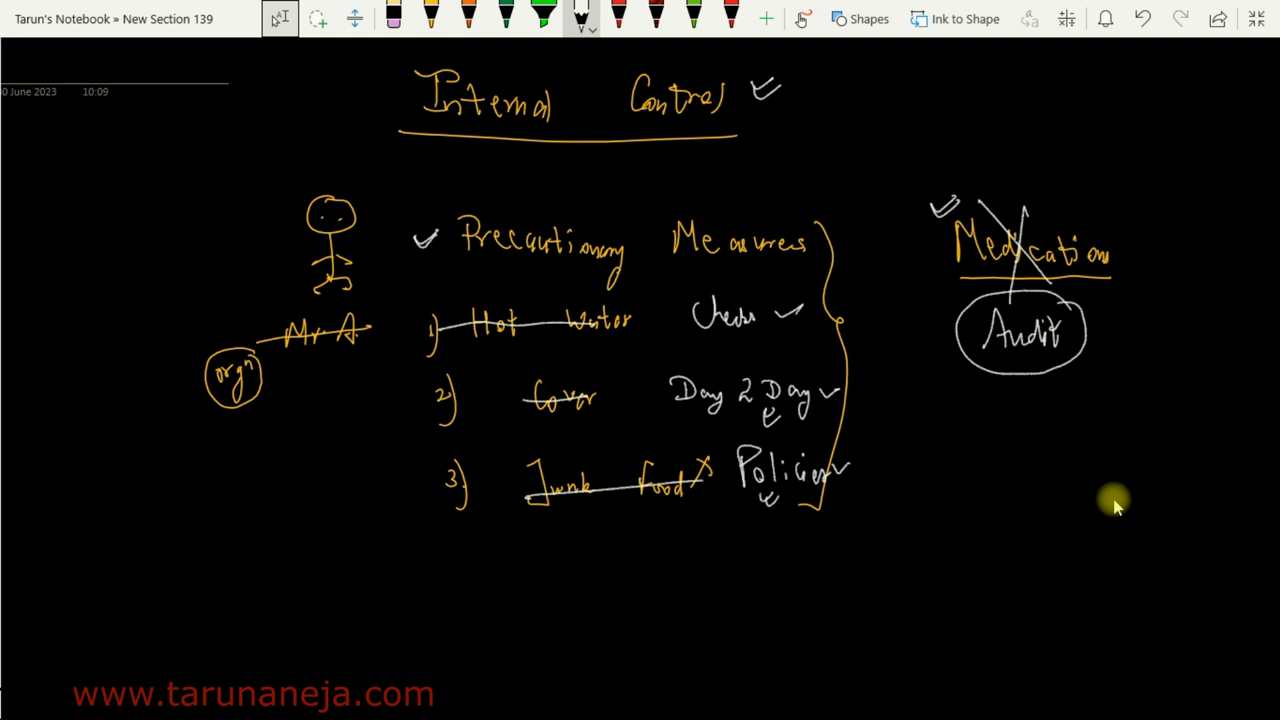 Tarun's Notebook » New Section 139
Shapes
Ink to Shape
0 June 2023 10:09
Internal Control
Precautionary Measures
Medication
Mr. A.
1) Hot Water Checks
Audit
orgn
2) Cover Day 2 Day
3) Junk Food Policies
www.tarunaneja.com